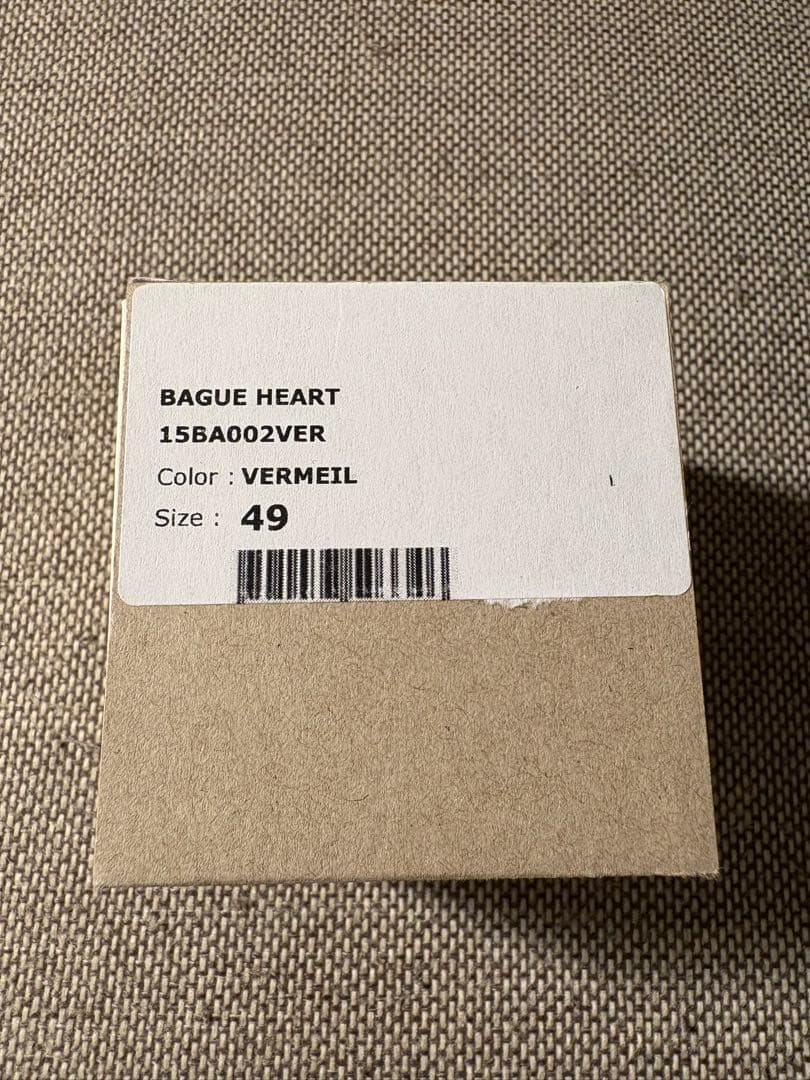 BAGUE HEART
15BA002VER
Color : VERMEIL
Size : 49